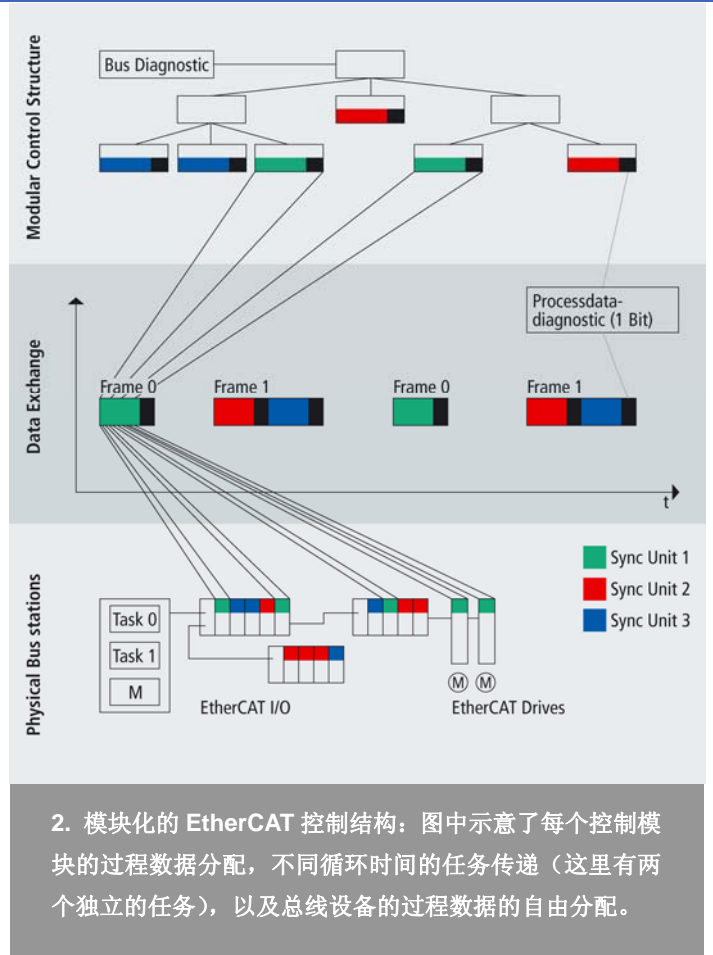 Modular Control Structure
Bus Diagnostic
Data Exchange
Processdata-
diagnostic (1 Bit)
Frame 0
Frame 1
Frame 0
Frame 1
t
Physical Bus stations
Sync Unit 1
Sync Unit 2
Sync Unit 3
Task 0
Task 1
M
M
M
EtherCAT I/O
EtherCAT Drives
2. 模块化的 EtherCAT 控制结构：图中示意了每个控制模
块的过程数据分配，不同循环时间的任务传递（这里有两
个独立的任务），以及总线设备的过程数据的自由分配。